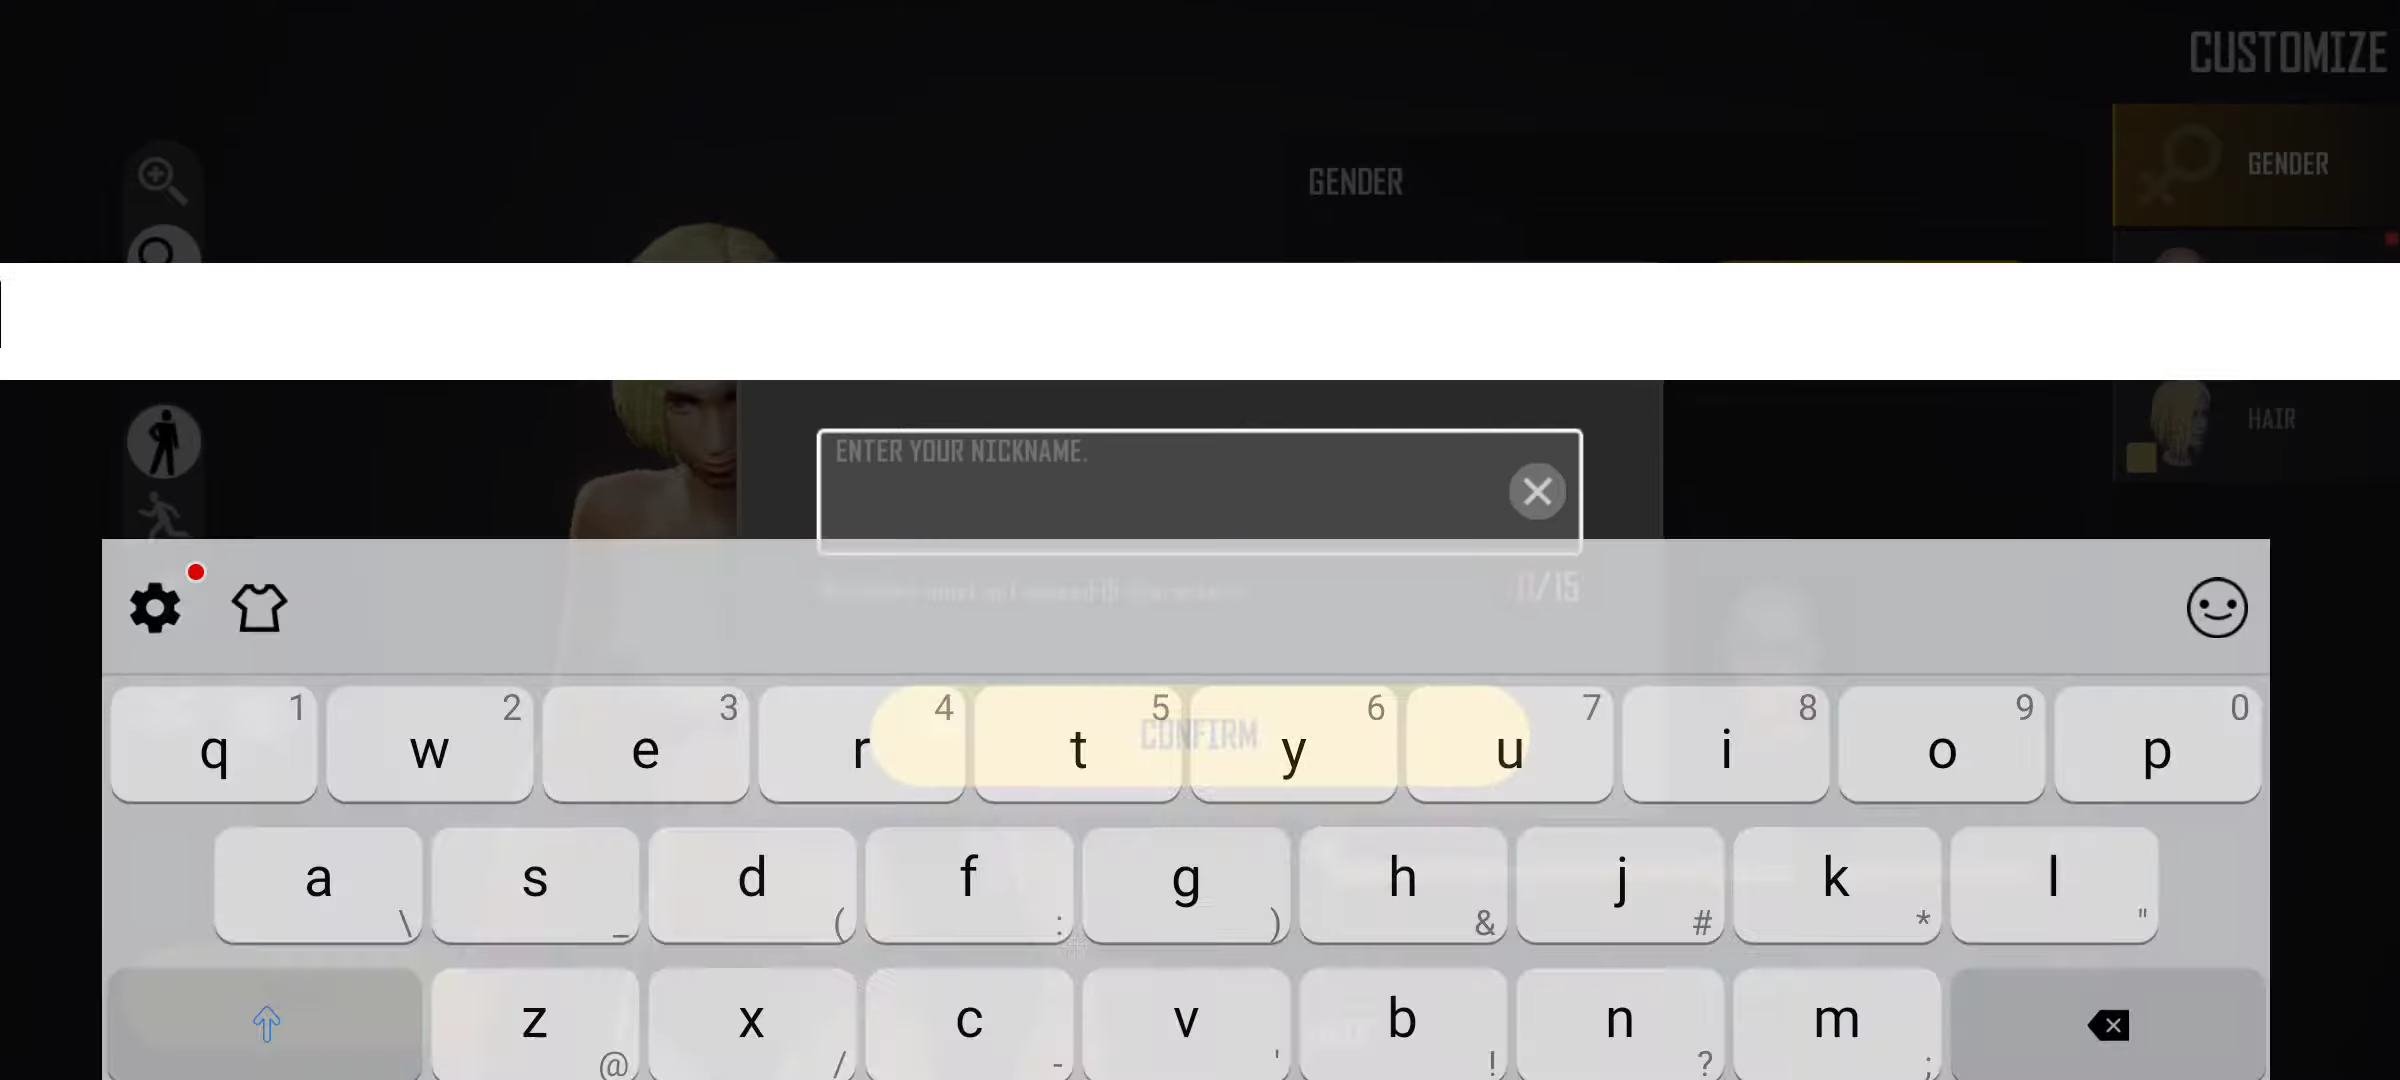 CUSTOMIZE
GENDER
GENDER
ENTER YOUR NICKNAME.
HAIR
/15
1 2 3 4 5 6 7 8 9 0
CONFIRM
q w e r t y u i o p
a s d f g h j k l
\ _ ( : ) & # * "
z x c v b n m
@ / - ' ! ? ;